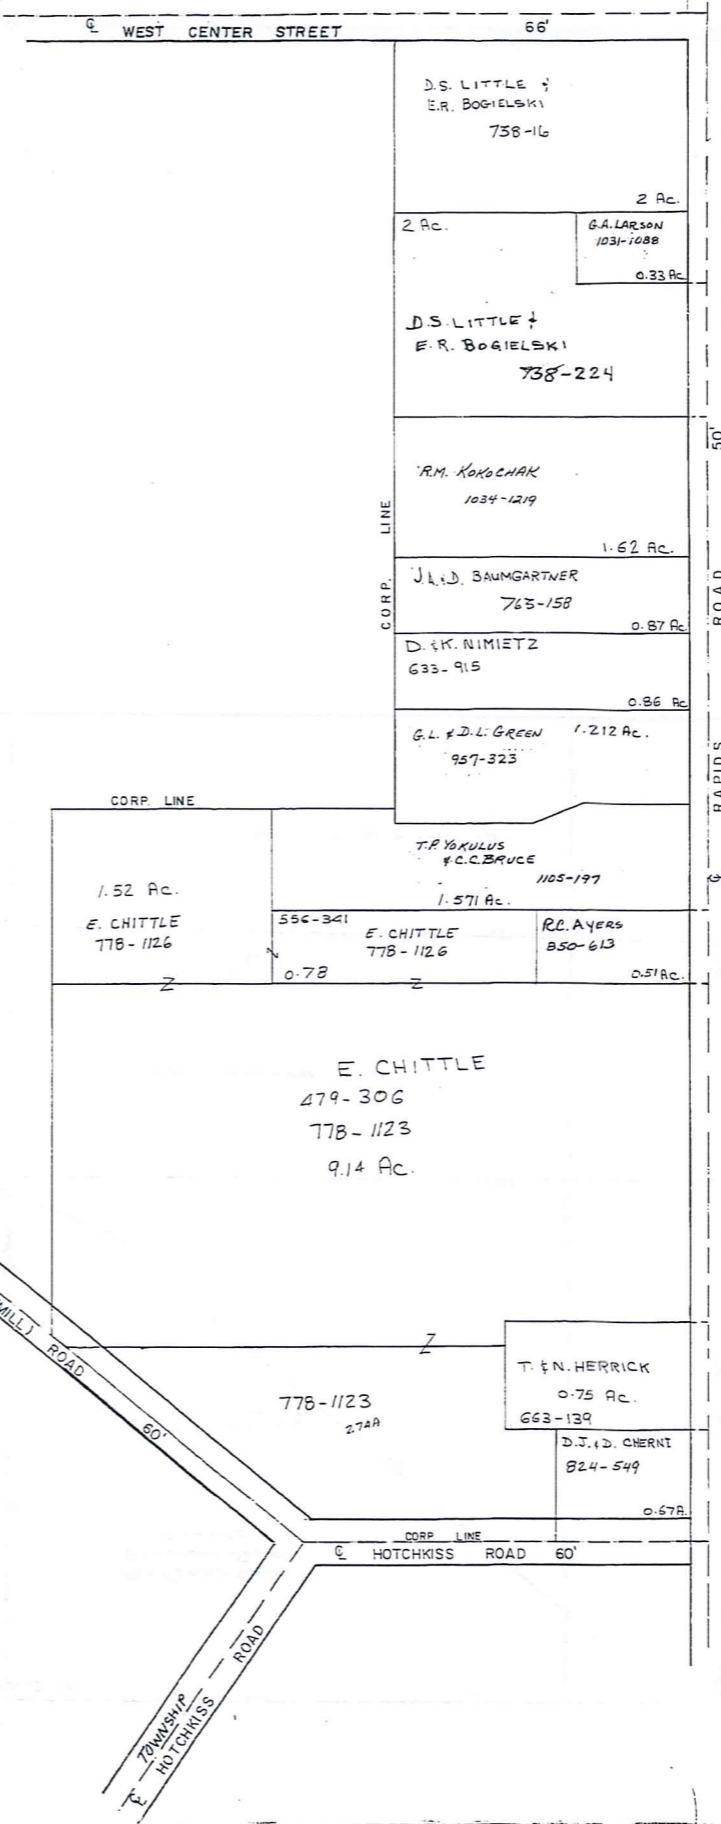 ℄ WEST CENTER STREET 66'
D.S. LITTLE &
E.R. BOGIELSKI
738-16
2 Ac.
2 Ac.
G.A. LARSON
1031-1088
0.33 Ac
D.S. LITTLE &
E.R. BOGIELSKI
738-224
50'
R.M. KOKOCHAK
1034-1219
1.62 Ac.
CORP. LINE
J.L. & D. BAUMGARTNER
763-158
0.87 Ac
ROAD
D. & K. NIMIETZ
633-915
0.86 Ac
G.L. & D.L. GREEN 1.212 Ac.
957-323
RAPIDS
℄
CORP. LINE
T.P. YOKULUS
& C.C. BRUCE
1105-197
1.571 Ac.
1.52 Ac.
E. CHITTLE
778-1126
556-341
E. CHITTLE
778-1126
0.78
R.C. AYERS
850-613
0.51 Ac.
Z
Z
Z
E. CHITTLE
479-306
778-1123
9.14 Ac.
MILL) ROAD
60'
Z
778-1123
2.74A
T. & N. HERRICK
0.75 Ac.
663-139
D.J. & D. CHERNI
824-549
0.67A.
CORP LINE
℄ HOTCHKISS ROAD 60'
TOWNSHIP
HOTCHKISS ROAD
℄